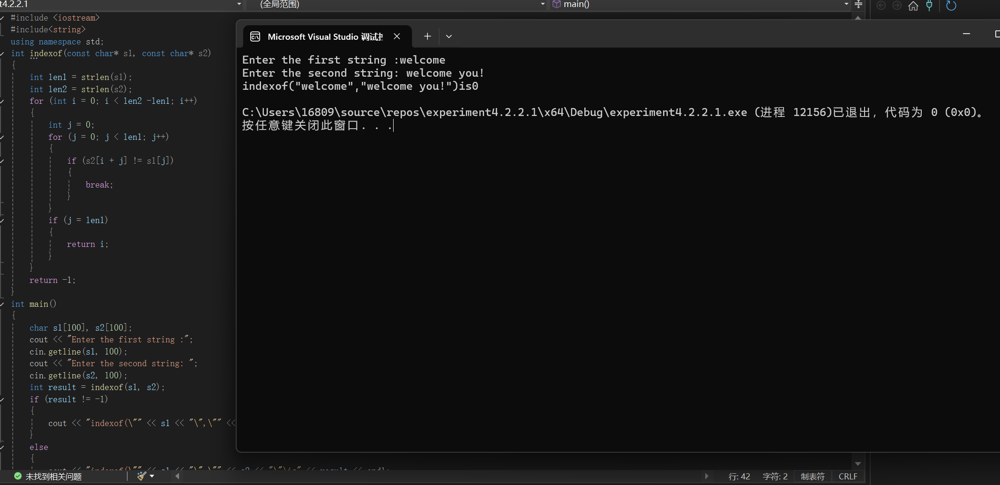 t4.2.2.1
(全局范围)
main()
#include <iostream>
#include<string>
using namespace std;
int indexof(const char* s1, const char* s2)
{
int len1 = strlen(s1);
int len2 = strlen(s2);
for (int i = 0; i < len2 -len1; i++)
{
int j = 0;
for (j = 0; j < len1; j++)
{
if (s2[i + j] != s1[j])
{
break;
}
}
if (j = len1)
{
return i;
}
}
return -1;
}
int main()
{
char s1[100], s2[100];
cout << "Enter the first string :";
cin.getline(s1, 100);
cout << "Enter the second string: ";
cin.getline(s2, 100);
int result = indexof(s1, s2);
if (result != -1)
{
cout << "indexof(\"" << s1 << "\",\"" <<
}
else
{
cout << "indexof(\"" << s1 << "\",\"" << s2 << "\")is" << result << endl;
Microsoft Visual Studio 调试
Enter the first string :welcome
Enter the second string: welcome you!
indexof("welcome","welcome you!")is0
C:\Users\16809\source\repos\experiment4.2.2.1\x64\Debug\experiment4.2.2.1.exe (进程 12156)已退出，代码为 0 (0x0)。
按任意键关闭此窗口. . .
未找到相关问题
行: 42
字符: 2
制表符
CRLF